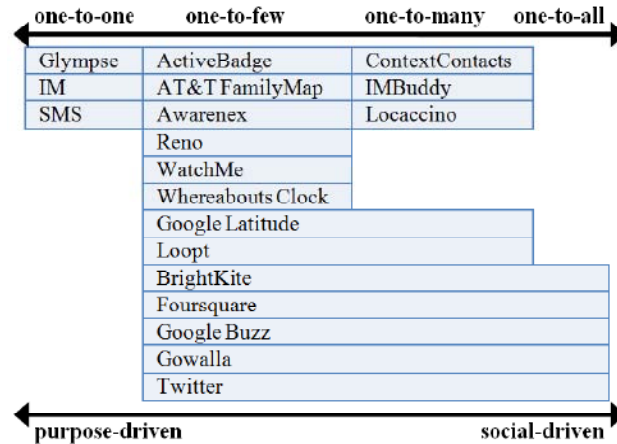 one-to-one one-to-few one-to-many one-to-all
Glympse ActiveBadge ContextContacts
IM AT&T FamilyMap IMBuddy
SMS Awarenex Locaccino
Reno
WatchMe
Whereabouts Clock
Google Latitude
Loopt
BrightKite
Foursquare
Google Buzz
Gowalla
Twitter
purpose-driven social-driven